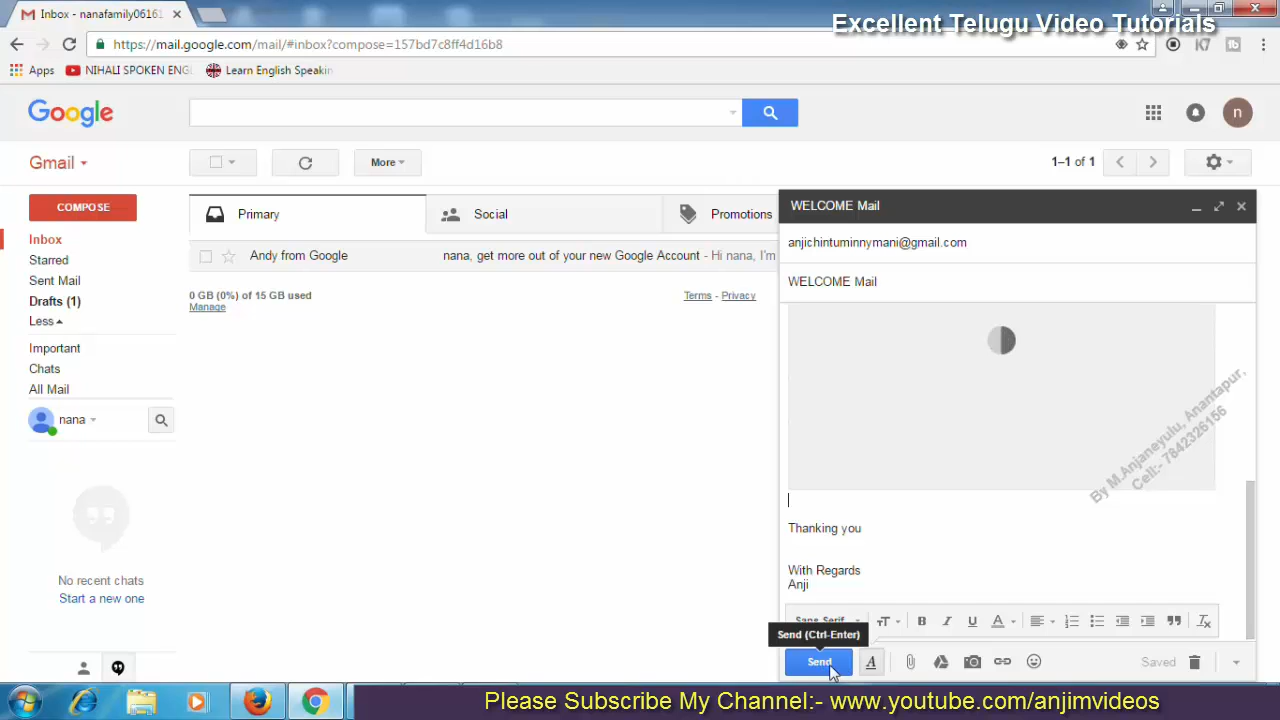 Inbox - nanafamily06161
Excellent Telugu Video Tutorials
https://mail.google.com/mail/#inbox?compose=157bd7c8ff4d16b8
Apps
NIHALI SPOKEN ENG
Learn English Speakin
Google
n
Gmail
More
1–1 of 1
COMPOSE
Primary
Social
Promotions
WELCOME Mail
Inbox
Starred
Sent Mail
Drafts (1)
Less
Important
Chats
All Mail
nana
Andy from Google
nana, get more out of your new Google Account - Hi nana, I'm
0 GB (0%) of 15 GB used
Manage
Terms - Privacy
anjichintuminnymani@gmail.com
WELCOME Mail
By M.Anjaneyulu, Anantapur,
Cell:- 7842326156
Thanking you
With Regards
Anji
No recent chats
Start a new one
Sans Serif
Send (Ctrl-Enter)
Send
Saved
Please Subscribe My Channel:- www.youtube.com/anjimvideos